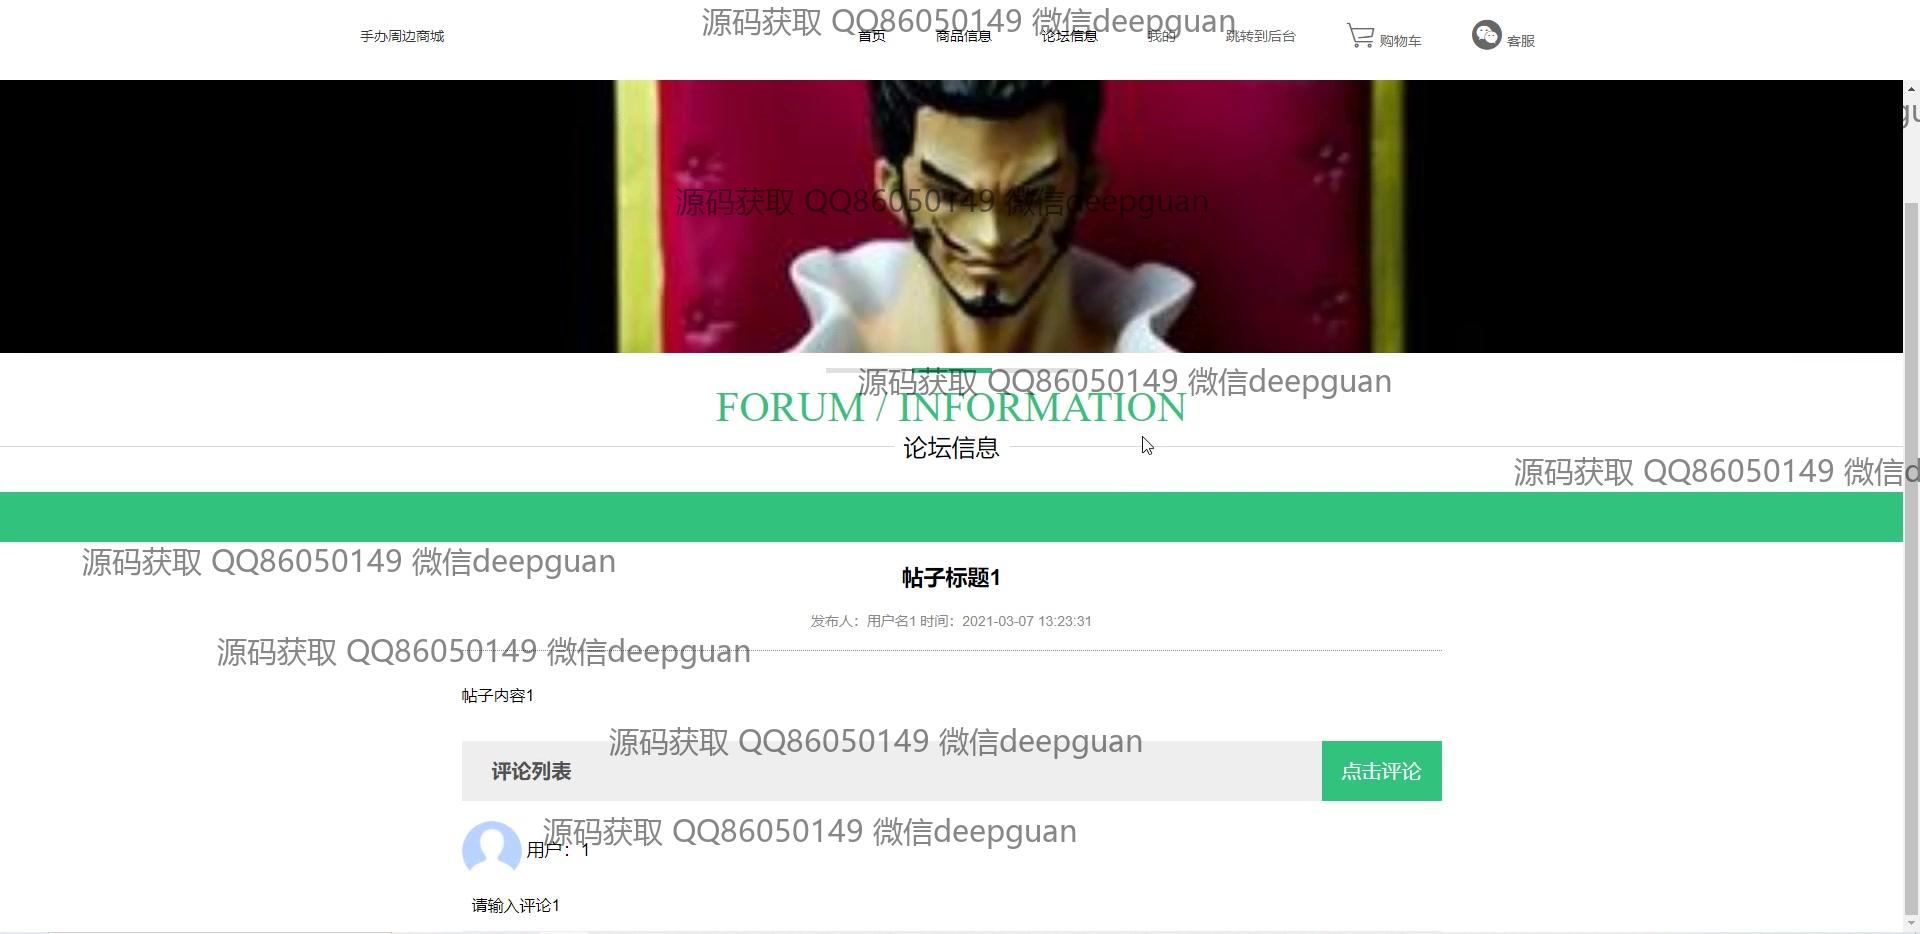 源码获取 QQ86050149 微信deepguan
手办周边商城 首页 商品信息 论坛信息 我的 跳转到后台 购物车 客服
gu
源码获取 QQ86050149 微信deepguan
源码获取 QQ86050149 微信deepguan
FORUM / INFORMATION
论坛信息
源码获取 QQ86050149 微信d
源码获取 QQ86050149 微信deepguan
帖子标题1
发布人：用户名1 时间：2021-03-07 13:23:31
源码获取 QQ86050149 微信deepguan
帖子内容1
源码获取 QQ86050149 微信deepguan
评论列表 点击评论
源码获取 QQ86050149 微信deepguan
用户：1
请输入评论1